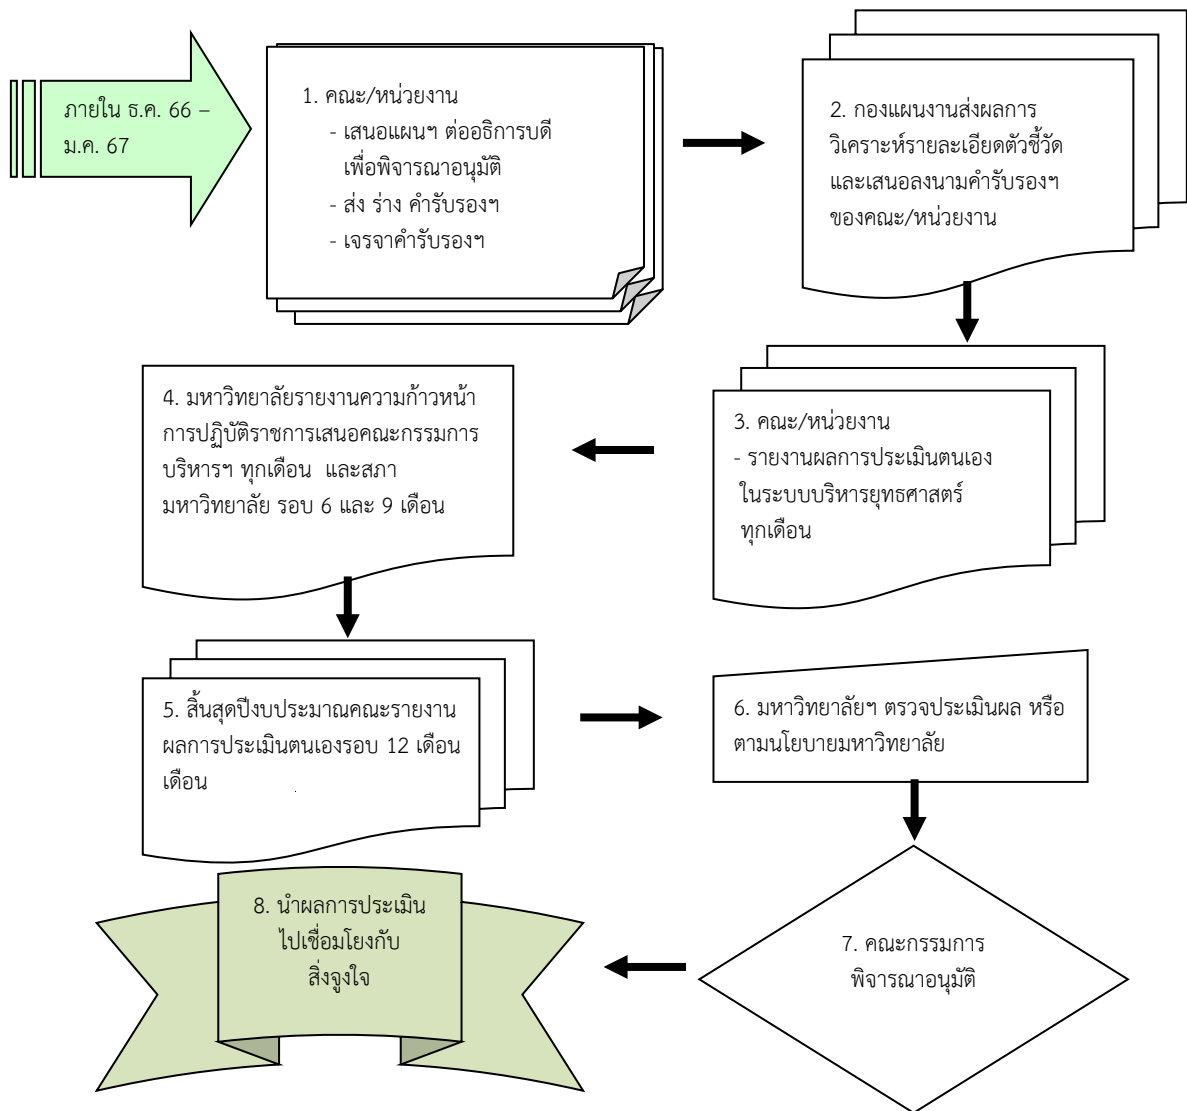 ภายใน ธ.ค. 66 –
ม.ค. 67
1. คณะ/หน่วยงาน
- เสนอแผนฯ ต่ออธิการบดี
เพื่อพิจารณาอนุมัติ
- ส่ง ร่าง คำรับรองฯ
- เจรจาคำรับรองฯ
2. กองแผนงานส่งผลการ
วิเคราะห์รายละเอียดตัวชี้วัด
และเสนอลงนามคำรับรองฯ
ของคณะ/หน่วยงาน
3. คณะ/หน่วยงาน
- รายงานผลการประเมินตนเอง
ในระบบบริหารยุทธศาสตร์
ทุกเดือน
4. มหาวิทยาลัยรายงานความก้าวหน้า
การปฏิบัติราชการเสนอคณะกรรมการ
บริหารฯ ทุกเดือน และสภา
มหาวิทยาลัย รอบ 6 และ 9 เดือน
5. สิ้นสุดปีงบประมาณคณะรายงาน
ผลการประเมินตนเองรอบ 12 เดือน
เดือน
6. มหาวิทยาลัยฯ ตรวจประเมินผล หรือ
ตามนโยบายมหาวิทยาลัย
7. คณะกรรมการ
พิจารณาอนุมัติ
8. นำผลการประเมิน
ไปเชื่อมโยงกับ
สิ่งจูงใจ